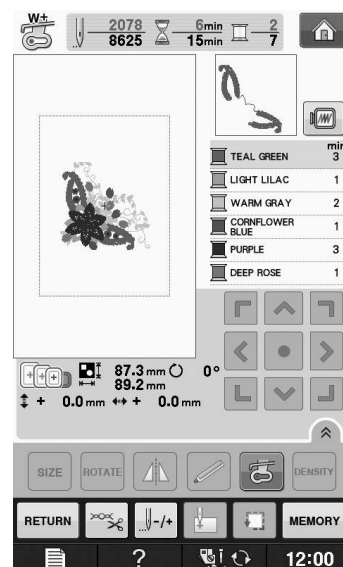 W+
2078 6min 2
8625 15min 7
min
TEAL GREEN 3
LIGHT LILAC 1
WARM GRAY 2
CORNFLOWER
BLUE 1
PURPLE 3
DEEP ROSE 1
87.3 mm 0°
89.2 mm
+ 0.0 mm + 0.0 mm
SIZE ROTATE DENSITY
RETURN -/+ MEMORY
? 12:00